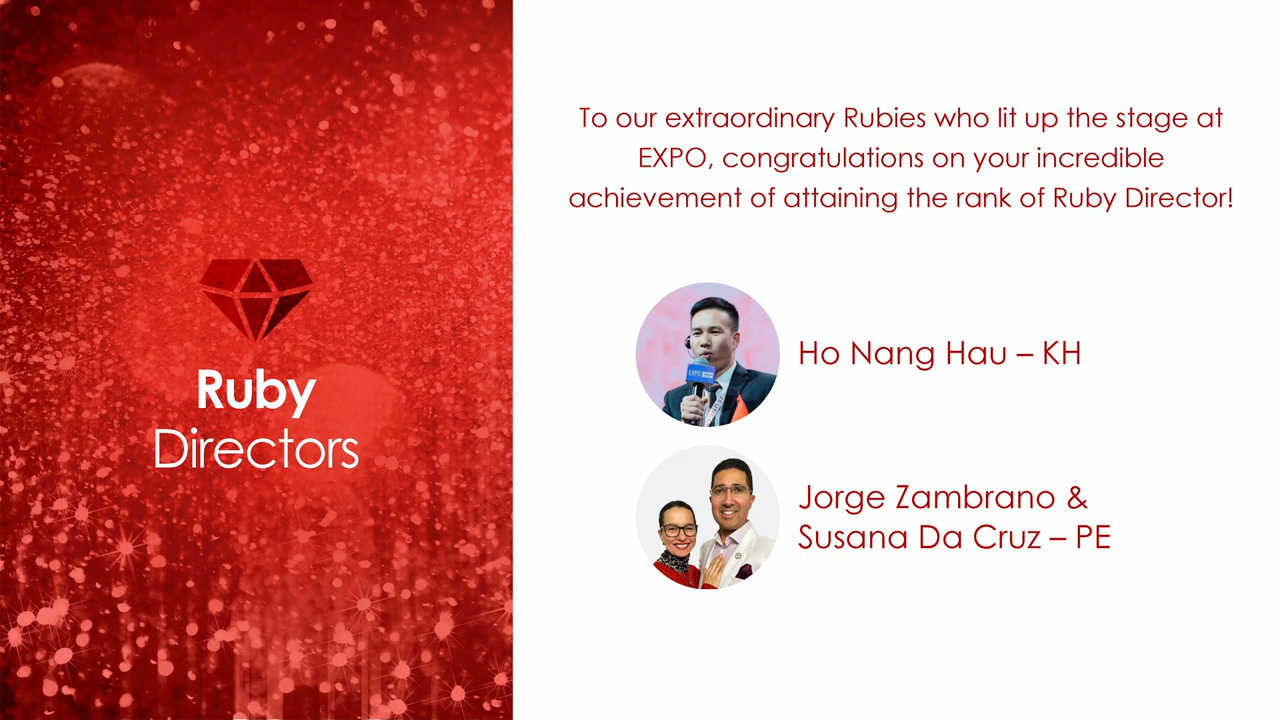 Ruby
Directors
To our extraordinary Rubies who lit up the stage at
EXPO, congratulations on your incredible
achievement of attaining the rank of Ruby Director!
EXPO
Ho Nang Hau – KH
Jorge Zambrano &
Susana Da Cruz – PE